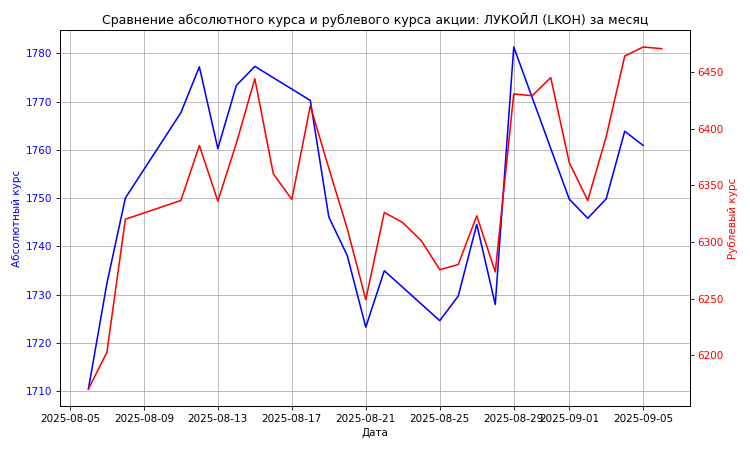 Сравнение абсолютного курса и рублевого курса акции: ЛУКОЙЛ (LKOH) за месяц
Абсолютный курс
1780
1770
1760
1750
1740
1730
1720
1710
6450
6400
6350
6300
6250
6200
Рублевый курс
2025-08-05 2025-08-09 2025-08-13 2025-08-17 2025-08-21 2025-08-25 2025-08-29 2025-09-01 2025-09-05
Дата